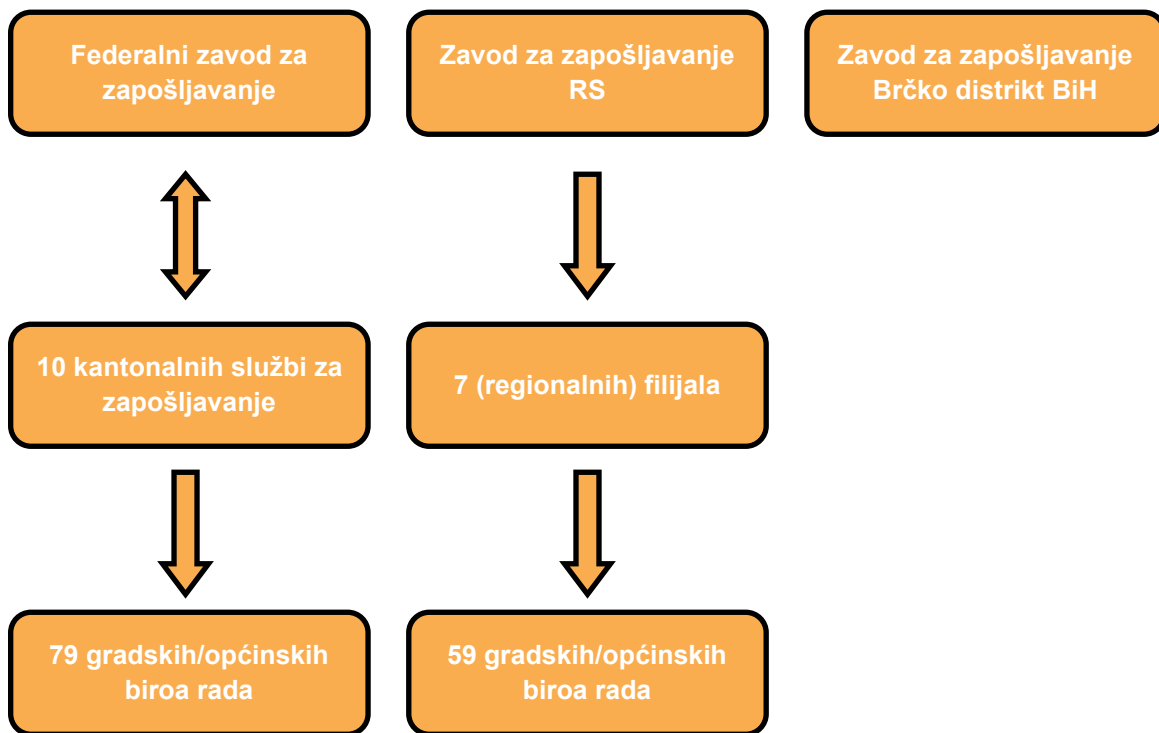 Federalni zavod za
zapošljavanje
Zavod za zapošljavanje
RS
Zavod za zapošljavanje
Brčko distrikt BiH
10 kantonalnih službi za
zapošljavanje
7 (regionalnih) filijala
79 gradskih/općinskih
biroa rada
59 gradskih/općinskih
biroa rada